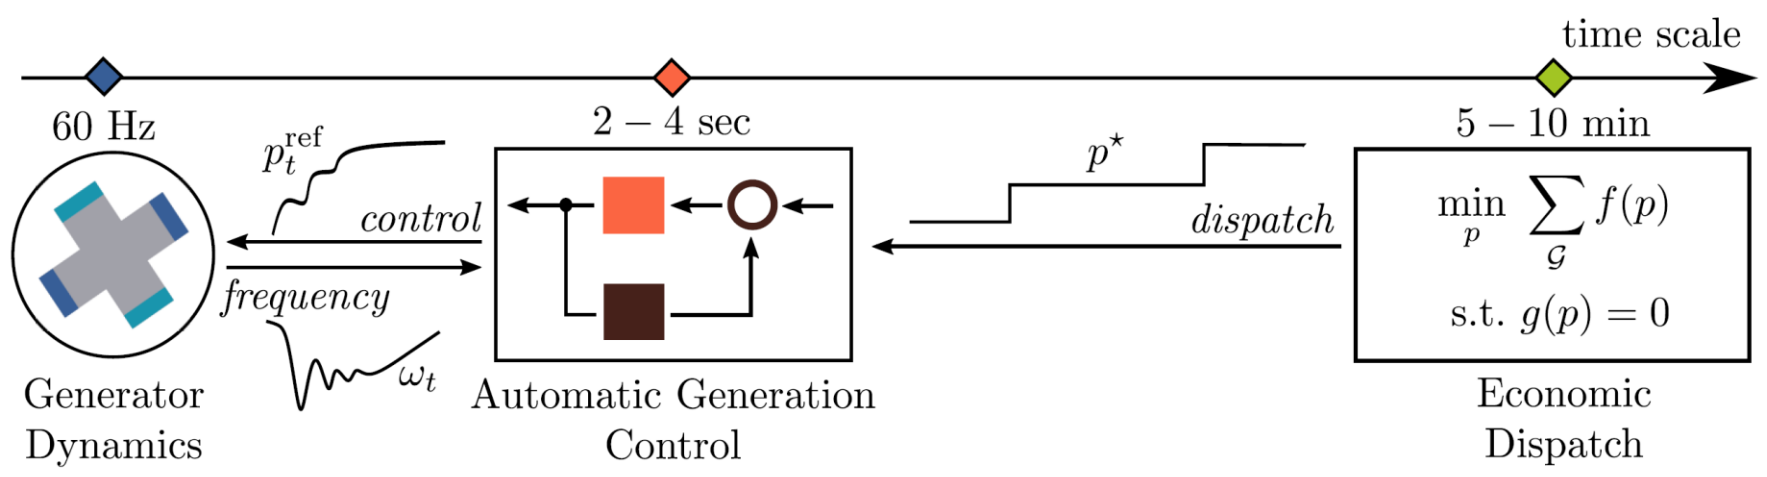 time scale
60 Hz
2 – 4 sec
5 – 10 min
p_t^ref
control
frequency
ω_t
p⋆
dispatch
min_p ∑_𝒢 f(p)
s.t. g(p) = 0
Generator
Dynamics
Automatic Generation
Control
Economic
Dispatch